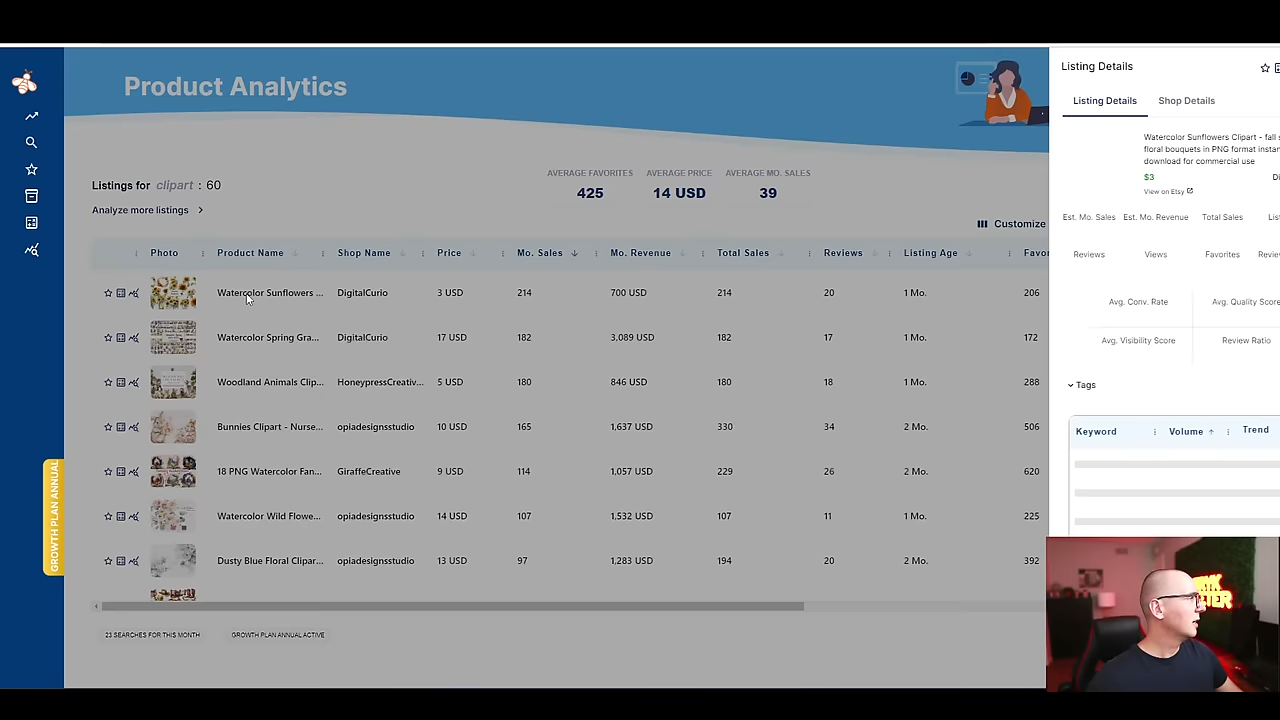 Product Analytics
Listings for clipart : 60
Analyze more listings
AVERAGE FAVORITES AVERAGE PRICE AVERAGE MO. SALES
425 14 USD 39
Customize
Photo Product Name Shop Name Price Mo. Sales Mo. Revenue Total Sales Reviews Listing Age Favor
Watercolor Sunflowers ... DigitalCurio 3 USD 214 700 USD 214 20 1 Mo. 206
Watercolor Spring Gra... DigitalCurio 17 USD 182 3,089 USD 182 17 1 Mo. 172
Woodland Animals Clip... HoneypressCreativ... 5 USD 180 846 USD 180 18 1 Mo. 288
Bunnies Clipart - Nurse... opiadesignsstudio 10 USD 165 1,637 USD 330 34 2 Mo. 506
18 PNG Watercolor Fan... GiraffeCreative 9 USD 114 1,057 USD 229 26 2 Mo. 620
Watercolor Wild Flowe... opiadesignsstudio 14 USD 107 1,532 USD 107 11 1 Mo. 225
Dusty Blue Floral Clipar... opiadesignsstudio 13 USD 97 1,283 USD 194 20 2 Mo. 392
23 SEARCHES FOR THIS MONTH GROWTH PLAN ANNUAL ACTIVE
GROWTH PLAN ANNUAL
Listing Details
Listing Details Shop Details
Watercolor Sunflowers Clipart - fall s
floral bouquets in PNG format instan
download for commercial use
$3 Di
View on Etsy
Est. Mo. Sales Est. Mo. Revenue Total Sales List
Reviews Views Favorites Revie
Avg. Conv. Rate Avg. Quality Score
Avg. Visibility Score Review Ratio
Tags
Keyword Volume Trend